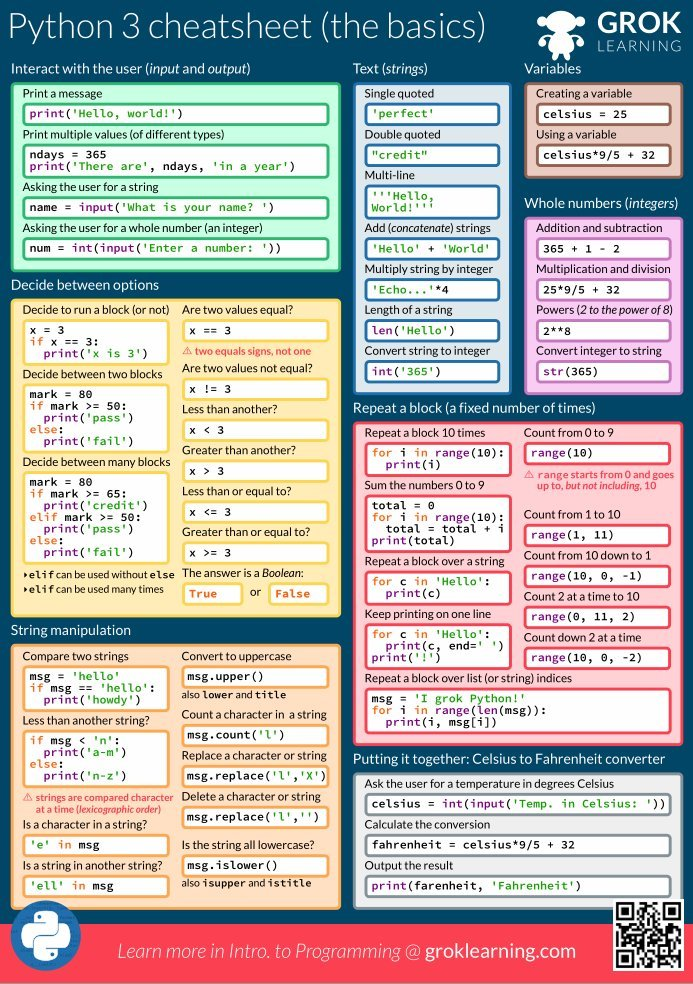 Python 3 cheatsheet (the basics)
GROK
LEARNING
Interact with the user (input and output)
Print a message
print('Hello, world!')
Print multiple values (of different types)
ndays = 365
print('There are', ndays, 'in a year')
Asking the user for a string
name = input('What is your name? ')
Asking the user for a whole number (an integer)
num = int(input('Enter a number: '))
Decide between options
Decide to run a block (or not)
x = 3
if x == 3:
  print('x is 3')
Decide between two blocks
mark = 80
if mark >= 50:
  print('pass')
else:
  print('fail')
Decide between many blocks
mark = 80
if mark >= 65:
  print('credit')
elif mark >= 50:
  print('pass')
else:
  print('fail')
‣elif can be used without else
‣elif can be used many times
Are two values equal?
x == 3
⚠ two equals signs, not one
Are two values not equal?
x != 3
Less than another?
x < 3
Greater than another?
x > 3
Less than or equal to?
x <= 3
Greater than or equal to?
x >= 3
The answer is a Boolean:
True or False
String manipulation
Compare two strings
msg = 'hello'
if msg == 'hello':
  print('howdy')
Less than another string?
if msg < 'n':
  print('a-m')
else:
  print('n-z')
⚠ strings are compared character
at a time (lexicographic order)
Is a character in a string?
'e' in msg
Is a string in another string?
'ell' in msg
Convert to uppercase
msg.upper()
also lower and title
Count a character in a string
msg.count('l')
Replace a character or string
msg.replace('l','X')
Delete a character or string
msg.replace('l','')
Is the string all lowercase?
msg.islower()
also isupper and istitle
Text (strings)
Single quoted
'perfect'
Double quoted
"credit"
Multi-line
'''Hello,
World!'''
Add (concatenate) strings
'Hello' + 'World'
Multiply string by integer
'Echo...'*4
Length of a string
len('Hello')
Convert string to integer
int('365')
Variables
Creating a variable
celsius = 25
Using a variable
celsius*9/5 + 32
Whole numbers (integers)
Addition and subtraction
365 + 1 - 2
Multiplication and division
25*9/5 + 32
Powers (2 to the power of 8)
2**8
Convert integer to string
str(365)
Repeat a block (a fixed number of times)
Repeat a block 10 times
for i in range(10):
  print(i)
Sum the numbers 0 to 9
total = 0
for i in range(10):
  total = total + i
print(total)
Repeat a block over a string
for c in 'Hello':
  print(c)
Keep printing on one line
for c in 'Hello':
  print(c, end=' ')
print('!')
Count from 0 to 9
range(10)
⚠ range starts from 0 and goes
up to, but not including, 10
Count from 1 to 10
range(1, 11)
Count from 10 down to 1
range(10, 0, -1)
Count 2 at a time to 10
range(0, 11, 2)
Count down 2 at a time
range(10, 0, -2)
Repeat a block over list (or string) indices
msg = 'I grok Python!'
for i in range(len(msg)):
  print(i, msg[i])
Putting it together: Celsius to Fahrenheit converter
Ask the user for a temperature in degrees Celsius
celsius = int(input('Temp. in Celsius: '))
Calculate the conversion
fahrenheit = celsius*9/5 + 32
Output the result
print(farenheit, 'Fahrenheit')
Learn more in Intro. to Programming @ groklearning.com